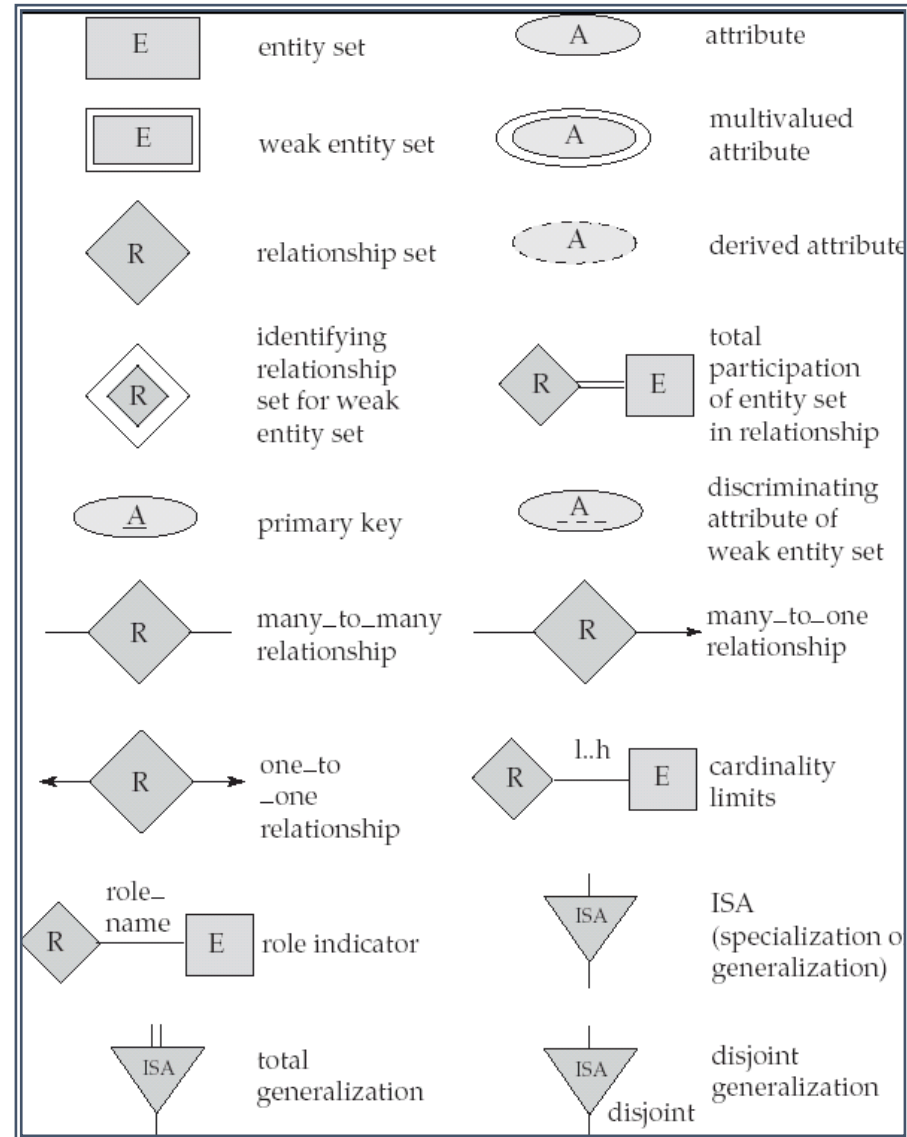 E
entity set
A
attribute
E
weak entity set
A
multivalued
attribute
R
relationship set
A
derived attribute
R
identifying
relationship
set for weak
entity set
R
E
total
participation
of entity set
in relationship
A
primary key
A
discriminating
attribute of
weak entity set
R
many_to_many
relationship
R
many_to_one
relationship
R
one_to
_one
relationship
R
l..h
E
cardinality
limits
R
role_
name
E
role indicator
ISA
ISA
(specialization o
generalization)
ISA
total
generalization
ISA
disjoint
disjoint
generalization